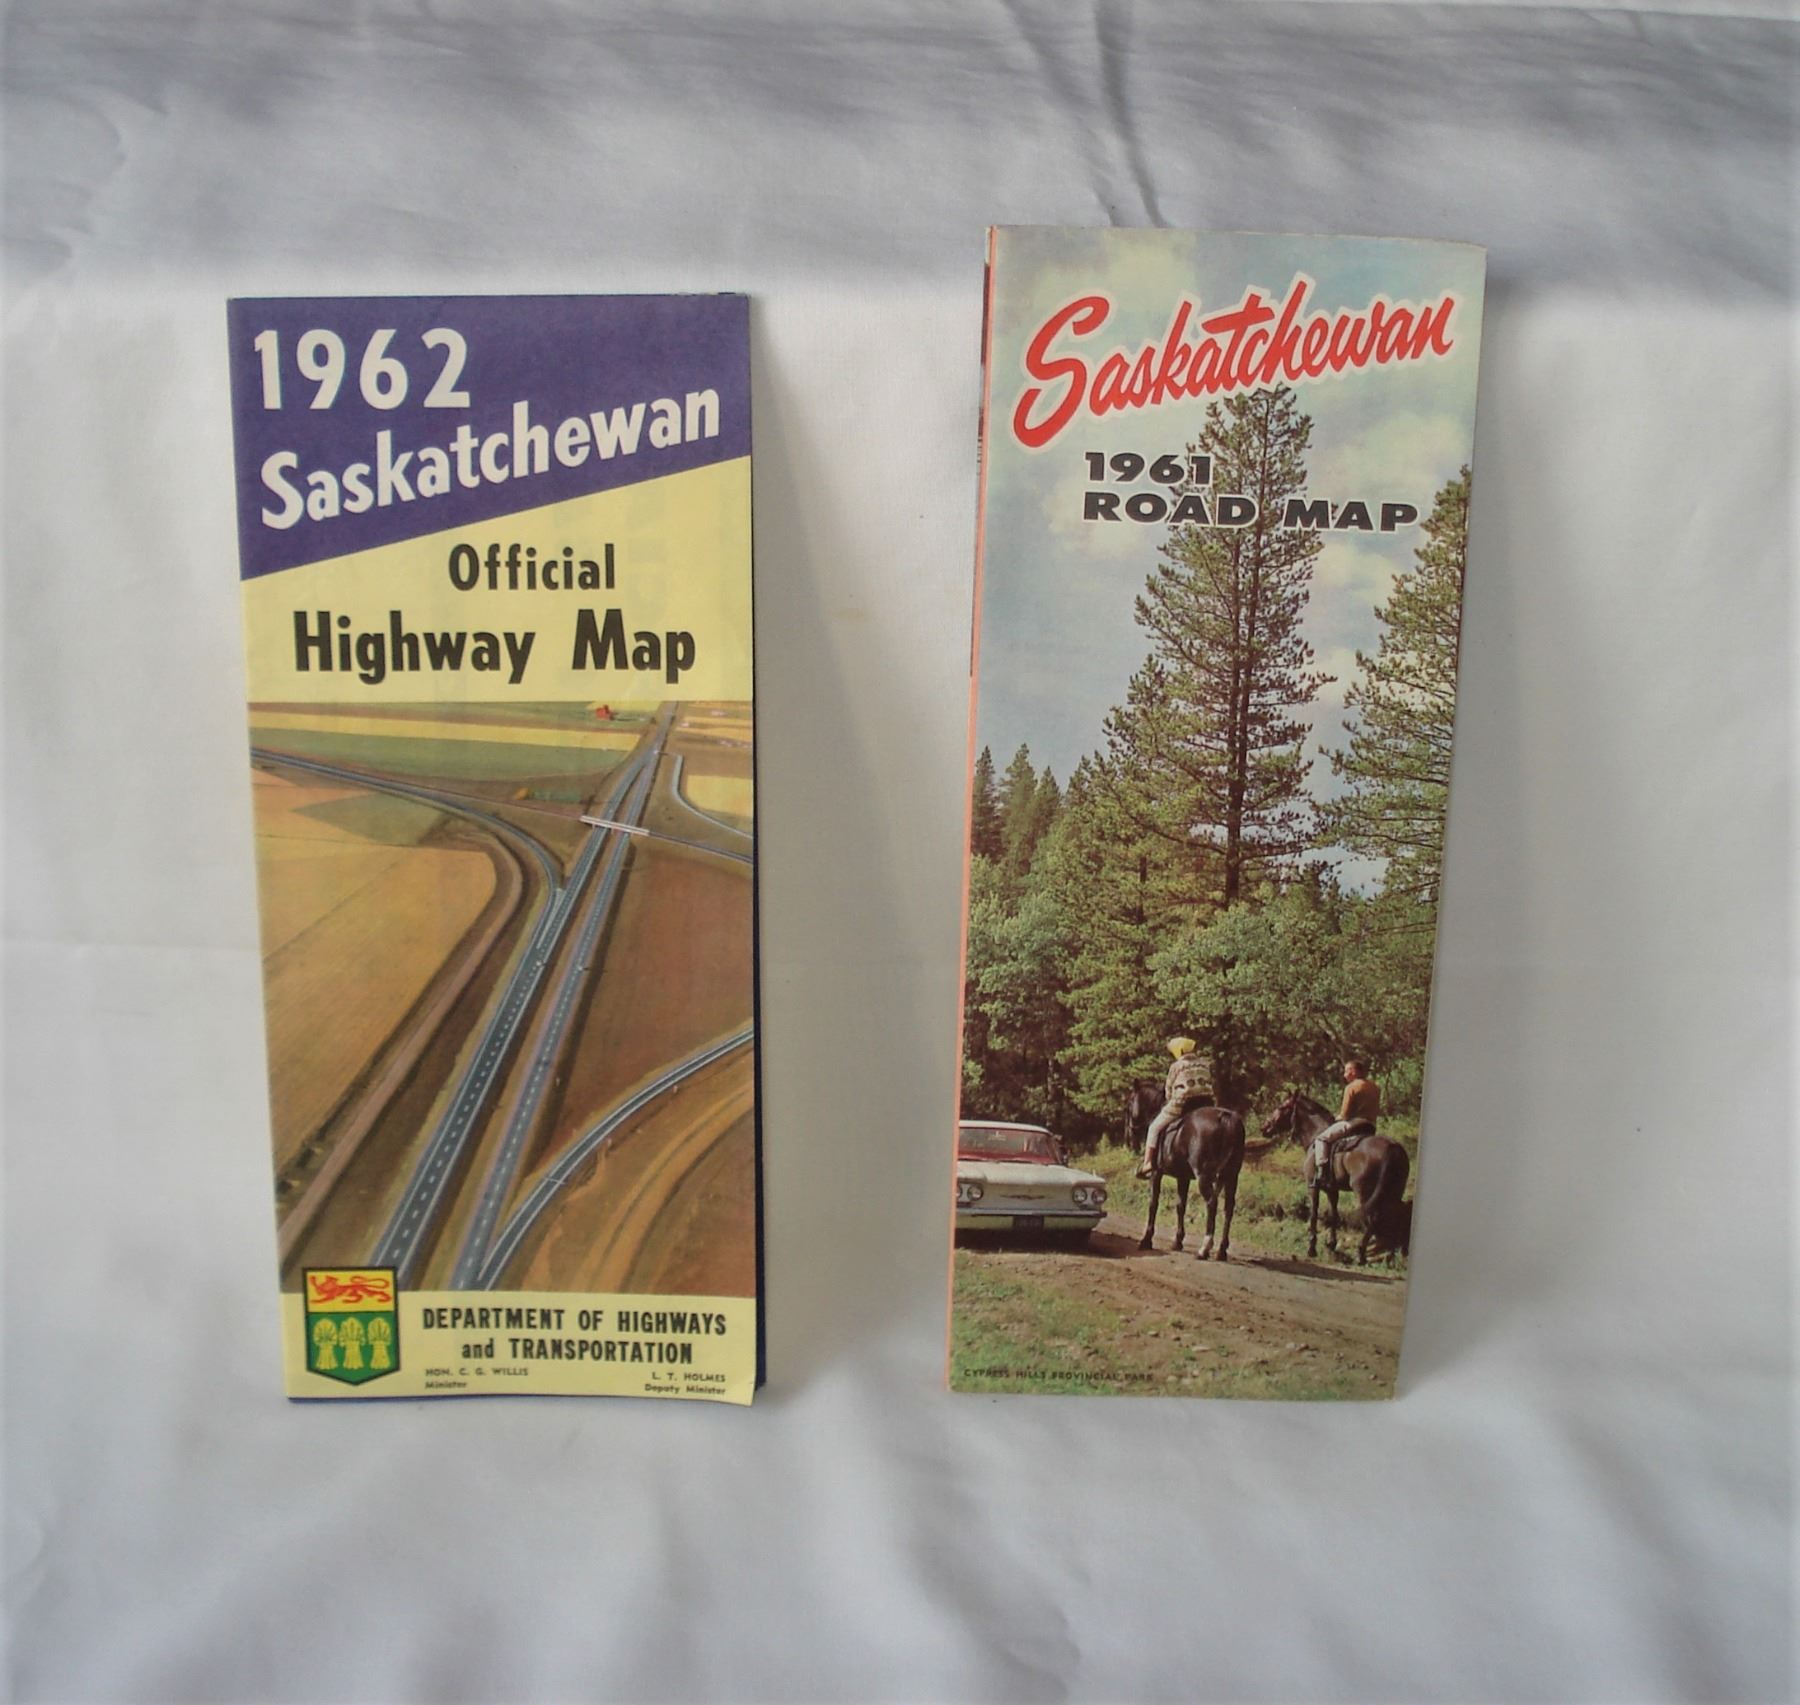 1962
Saskatchewan
Official
Highway Map
DEPARTMENT OF HIGHWAYS
and TRANSPORTATION
HON. C. G. WILLIS
Minister
L. T. HOLMES
Deputy Minister
Saskatchewan
1961
ROAD MAP
CYPRESS HILLS PROVINCIAL PARK